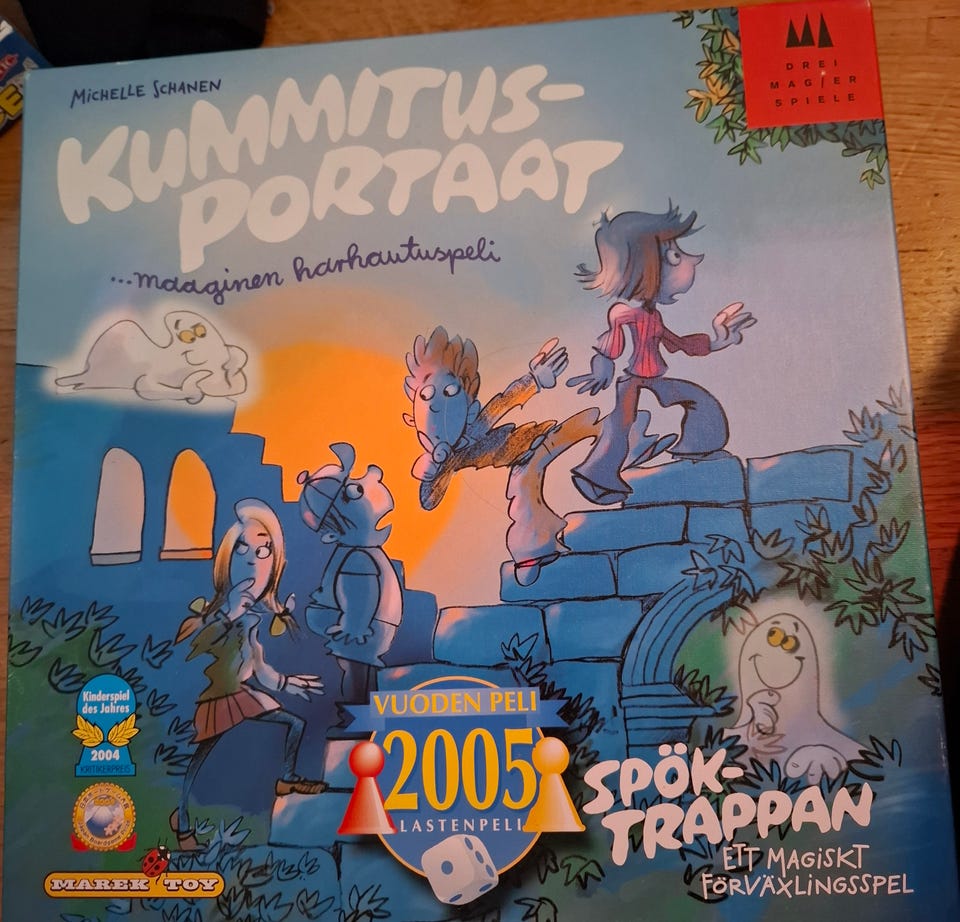 MICHELLE SCHANEN
KUMMITUS-
PORTAAT
...maaginen harhautuspeli
DREI
MAGIER
SPIELE
Kinderspiel
des Jahres
2004
KRITIKERPREIS
VUODEN PELI
2005
LASTENPELI
SPÖK-
TRAPPAN
ETT MAGISKT
FÖRVÄXLINGSSPEL
MAREK TOY